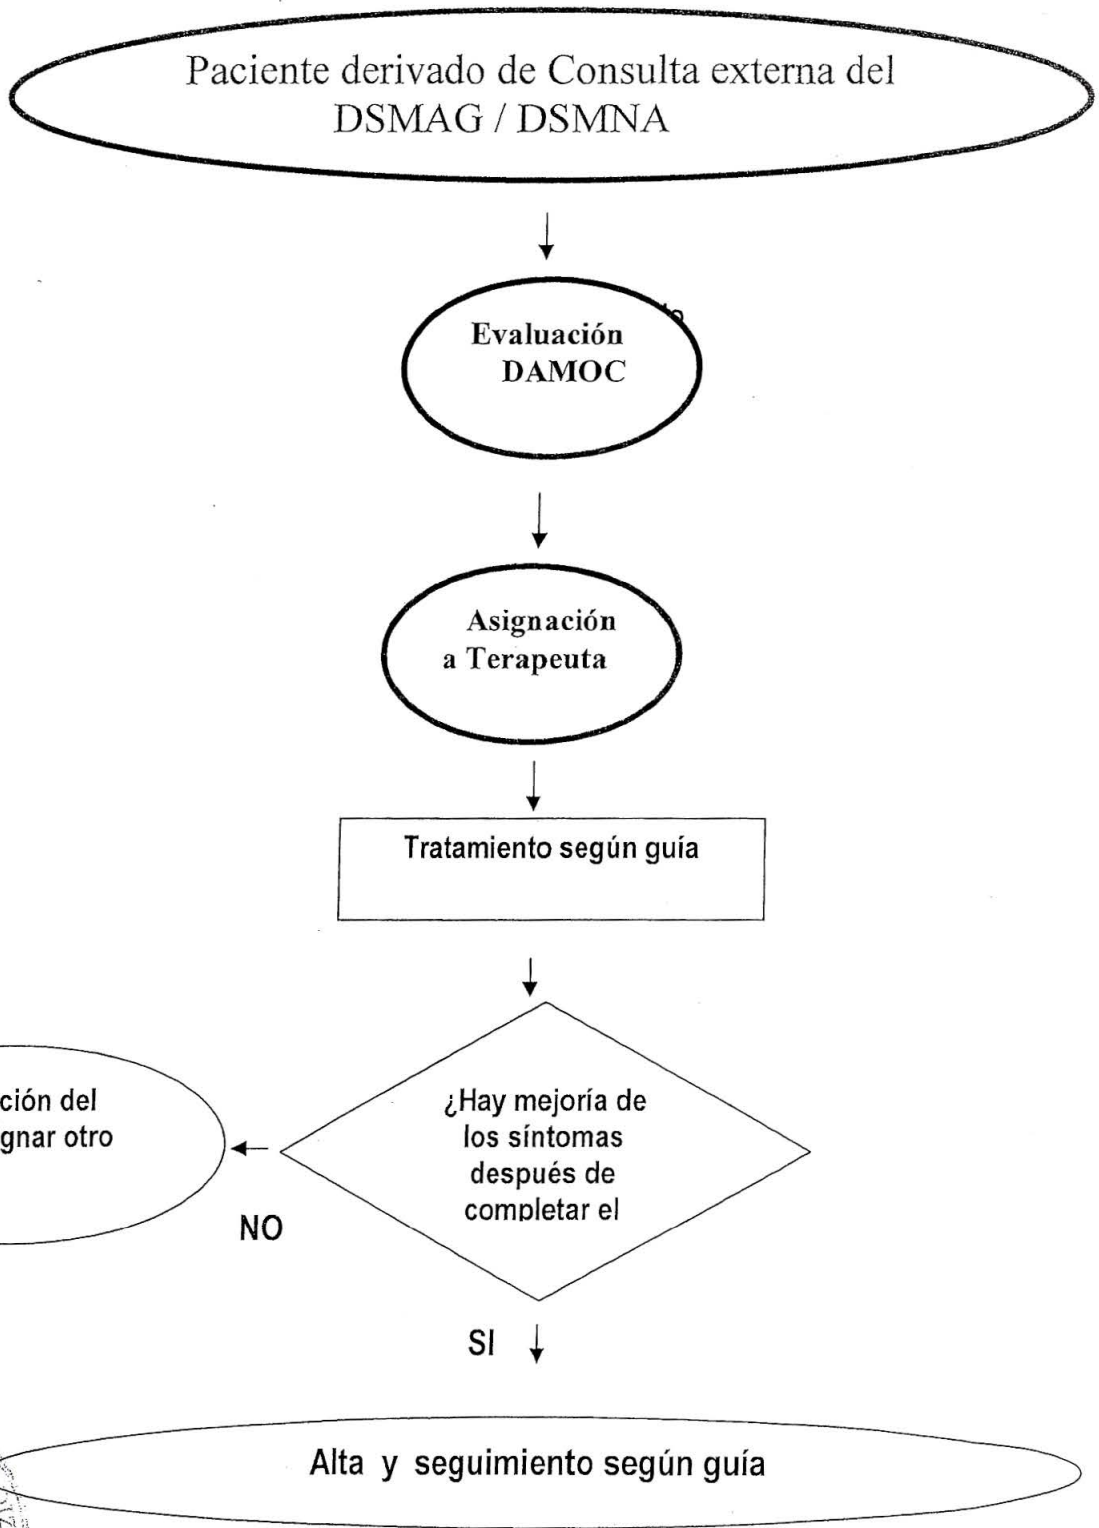 Paciente derivado de Consulta externa del
DSMAG / DSMNA
Evaluación
DAMOC
Asignación
a Terapeuta
Tratamiento según guía
ción del
gnar otro
¿Hay mejoría de
los síntomas
después de
completar el
NO
SI
Alta y seguimiento según guía